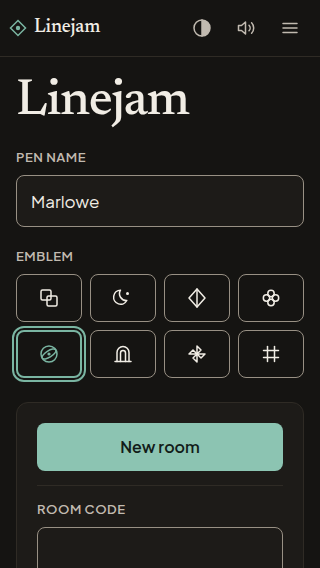 Linejam
Linejam
PEN NAME
Marlowe
EMBLEM
New room
ROOM CODE